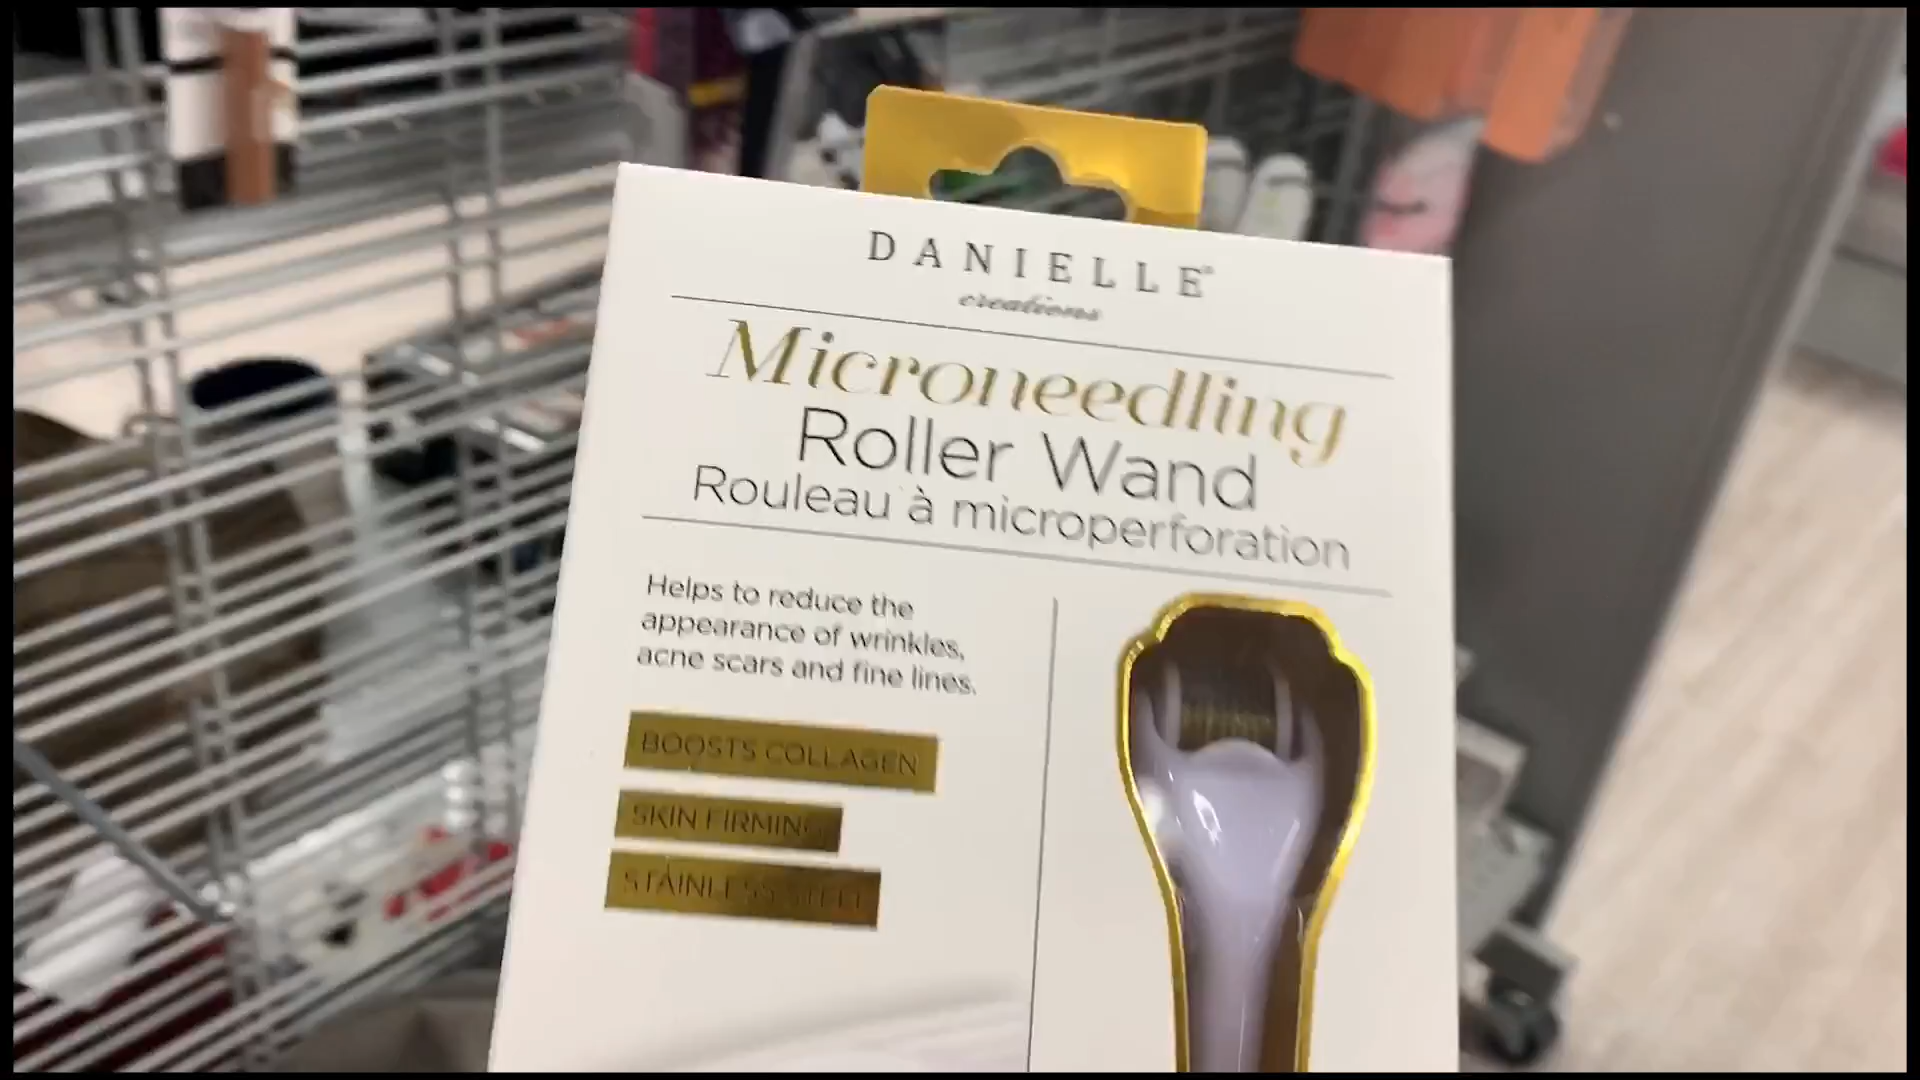 DANIELLE®
creations
Microneedling
Roller Wand
Rouleau à microperforation
Helps to reduce the
appearance of wrinkles,
acne scars and fine lines.
BOOSTS COLLAGEN
SKIN FIRMING
STAINLESS STEEL